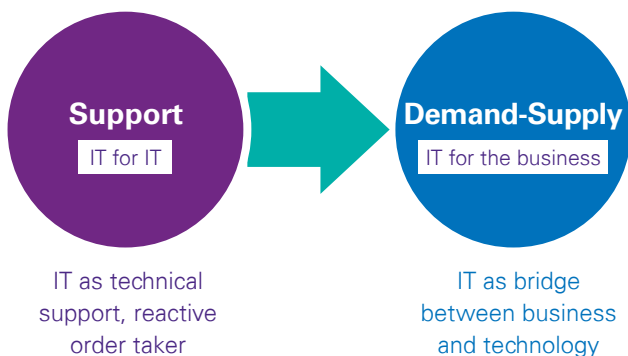 Support
IT for IT
IT as technical
support, reactive
order taker
Demand-Supply
IT for the business
IT as bridge
between business
and technology